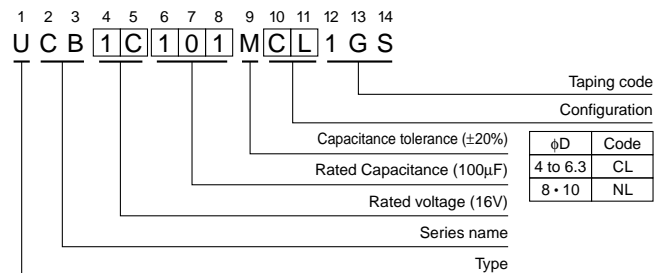 1 2 3 4 5 6 7 8 9 10 11 12 13 14
U C B 1 C 1 0 1 M C L 1 G S
Taping code
Configuration
Capacitance tolerance (±20%)
Rated Capacitance (100μF)
Rated voltage (16V)
Series name
Type
ϕD Code
4 to 6.3 CL
8 • 10 NL